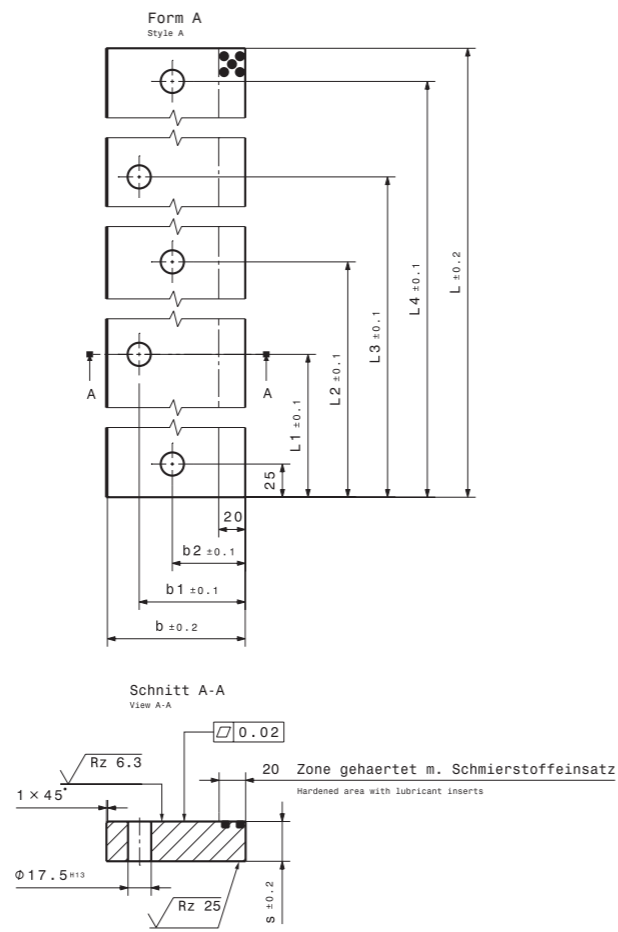 Form A
Style A
L ±0.2
L4 ±0.1
L3 ±0.1
L2 ±0.1
L1 ±0.1
A
A
25
20
b2 ±0.1
b1 ±0.1
b ±0.2
Schnitt A-A
View A-A
0.02
Rz 6.3
20 Zone gehaertet m. Schmierstoffeinsatz
Hardened area with lubricant inserts
1 × 45°
Φ17.5 H13
Rz 25
s ±0.2